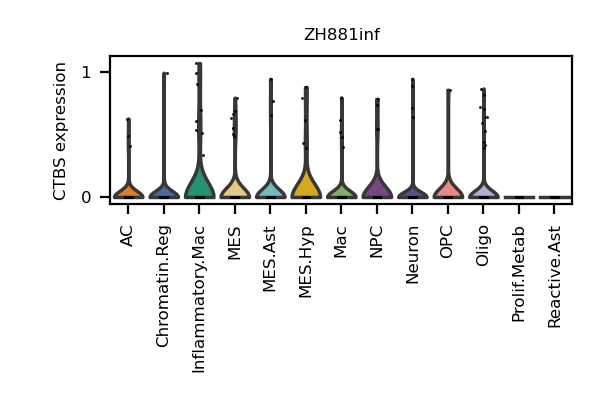 ZH881inf
CTBS expression
1
0
AC
Chromatin.Reg
Inflammatory.Mac
MES
MES.Ast
MES.Hyp
Mac
NPC
Neuron
OPC
Oligo
Prolif.Metab
Reactive.Ast